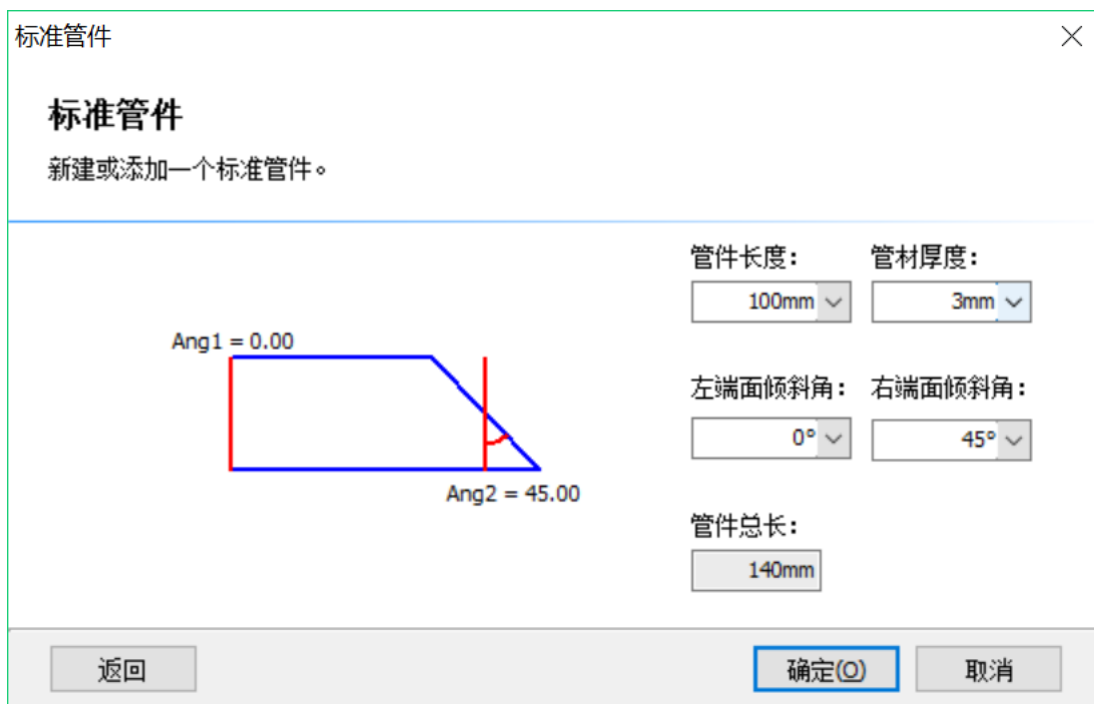 标准管件
标准管件
新建或添加一个标准管件。
管件长度： 管材厚度：
100mm 3mm
Ang1 = 0.00
左端面倾斜角： 右端面倾斜角：
0° 45°
Ang2 = 45.00
管件总长：
140mm
返回 确定(O) 取消